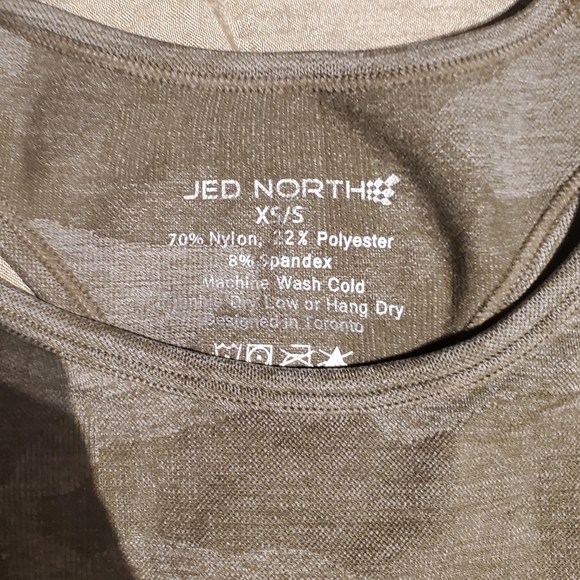 JED NORTH
XS/S
70% Nylon, 22% Polyester
8% Spandex
Machine Wash Cold
Dry Low or Hang Dry
Designed in Toronto